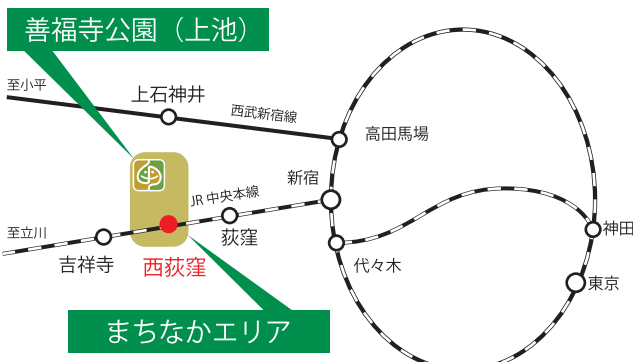 善福寺公園（上池）
至小平
上石神井
西武新宿線
高田馬場
新宿
JR 中央本線
荻窪
神田
至立川
吉祥寺
西荻窪
代々木
東京
まちなかエリア